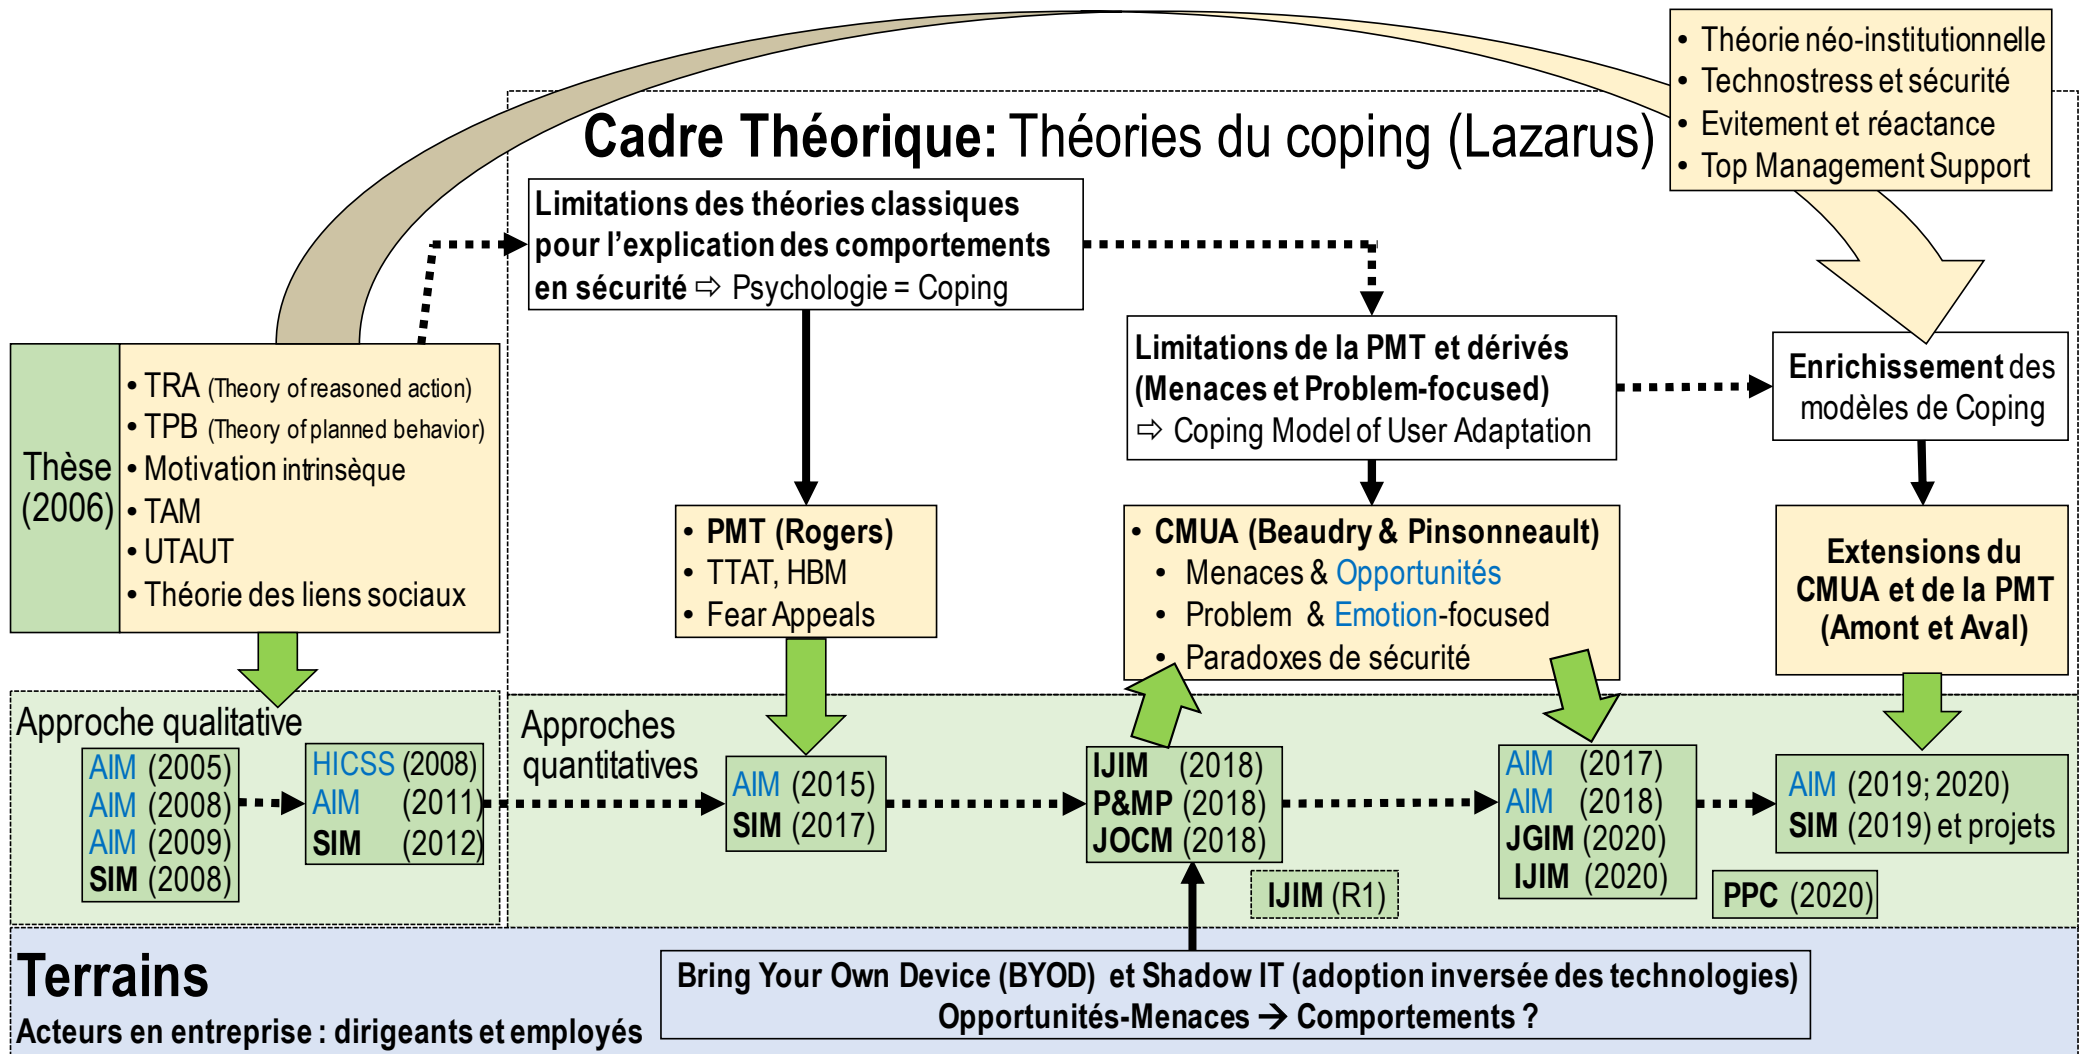 • Théorie néo-institutionnelle
• Technostress et sécurité
• Evitement et réactance
• Top Management Support
Cadre Théorique: Théories du coping (Lazarus)
Limitations des théories classiques
pour l'explication des comportements
en sécurité ⇨ Psychologie = Coping
Limitations de la PMT et dérivés
(Menaces et Problem-focused)
⇨ Coping Model of User Adaptation
Enrichissement des
modèles de Coping
Thèse
(2006)
• TRA (Theory of reasoned action)
• TPB (Theory of planned behavior)
• Motivation intrinsèque
• TAM
• UTAUT
• Théorie des liens sociaux
• PMT (Rogers)
• TTAT, HBM
• Fear Appeals
• CMUA (Beaudry & Pinsonneault)
• Menaces & Opportunités
• Problem & Emotion-focused
• Paradoxes de sécurité
Extensions du
CMUA et de la PMT
(Amont et Aval)
Approche qualitative
AIM (2005)
AIM (2008)
AIM (2009)
SIM (2008)
HICSS (2008)
AIM (2011)
SIM (2012)
Approches
quantitatives
AIM (2015)
SIM (2017)
IJIM (2018)
P&MP (2018)
JOCM (2018)
IJIM (R1)
AIM (2017)
AIM (2018)
JGIM (2020)
IJIM (2020)
AIM (2019; 2020)
SIM (2019) et projets
PPC (2020)
Terrains
Acteurs en entreprise : dirigeants et employés
Bring Your Own Device (BYOD) et Shadow IT (adoption inversée des technologies)
Opportunités-Menaces → Comportements ?